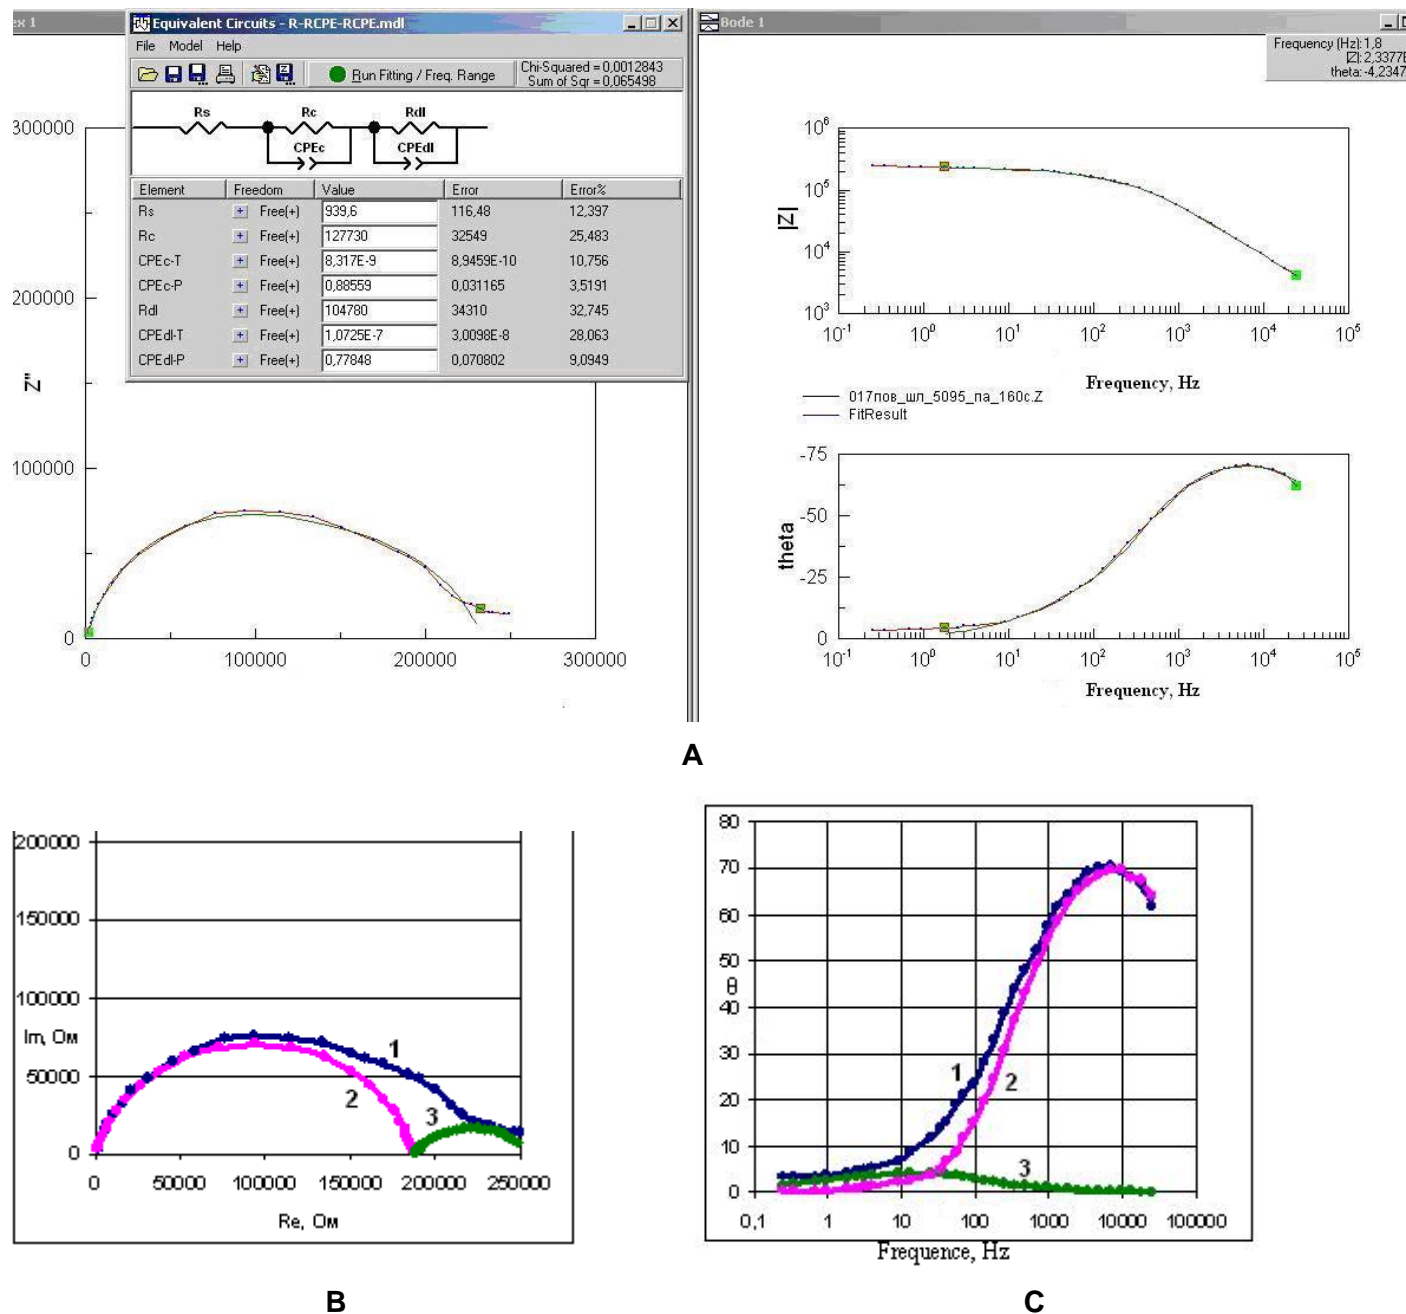 ex 1
Equivalent Circuits - R-RCPE-RCPE.mdl
File Model Help
Run Fitting / Freq. Range
Chi-Squared = 0,0012843
Sum of Sqr = 0,065498
Rs Rc Rdl
CPEc CPEdl
Element Freedom Value Error Error%
Rs + Free(+) 939,6 116,48 12,397
Rc + Free(+) 127730 32549 25,483
CPEc-T + Free(+) 8,317E-9 8,9459E-10 10,756
CPEc-P + Free(+) 0,88559 0,031165 3,5191
Rdl + Free(+) 104780 34310 32,745
CPEdl-T + Free(+) 1,0725E-7 3,0098E-8 28,063
CPEdl-P + Free(+) 0,77848 0,070802 9,0949
300000
200000
100000
0
Z''
0 100000 200000 300000
Bode 1
Frequency (Hz): 1,8
|Z|: 2,3377E
theta: -4,2347
10^6
10^5
10^4
10^3
|Z|
10^-1 10^0 10^1 10^2 10^3 10^4 10^5
Frequency, Hz
017пов_шл_5095_па_160с.Z
FitResult
-75
-50
-25
0
theta
10^-1 10^0 10^1 10^2 10^3 10^4 10^5
Frequency, Hz
A
200000
150000
100000
Im, Ом
50000
0
1
2
3
0 50000 100000 150000 200000 250000
Re, Ом
B
80
70
60
50
θ
40
30
20
10
0
1
2
3
0,1 1 10 100 1000 10000 100000
Frequence, Hz
C